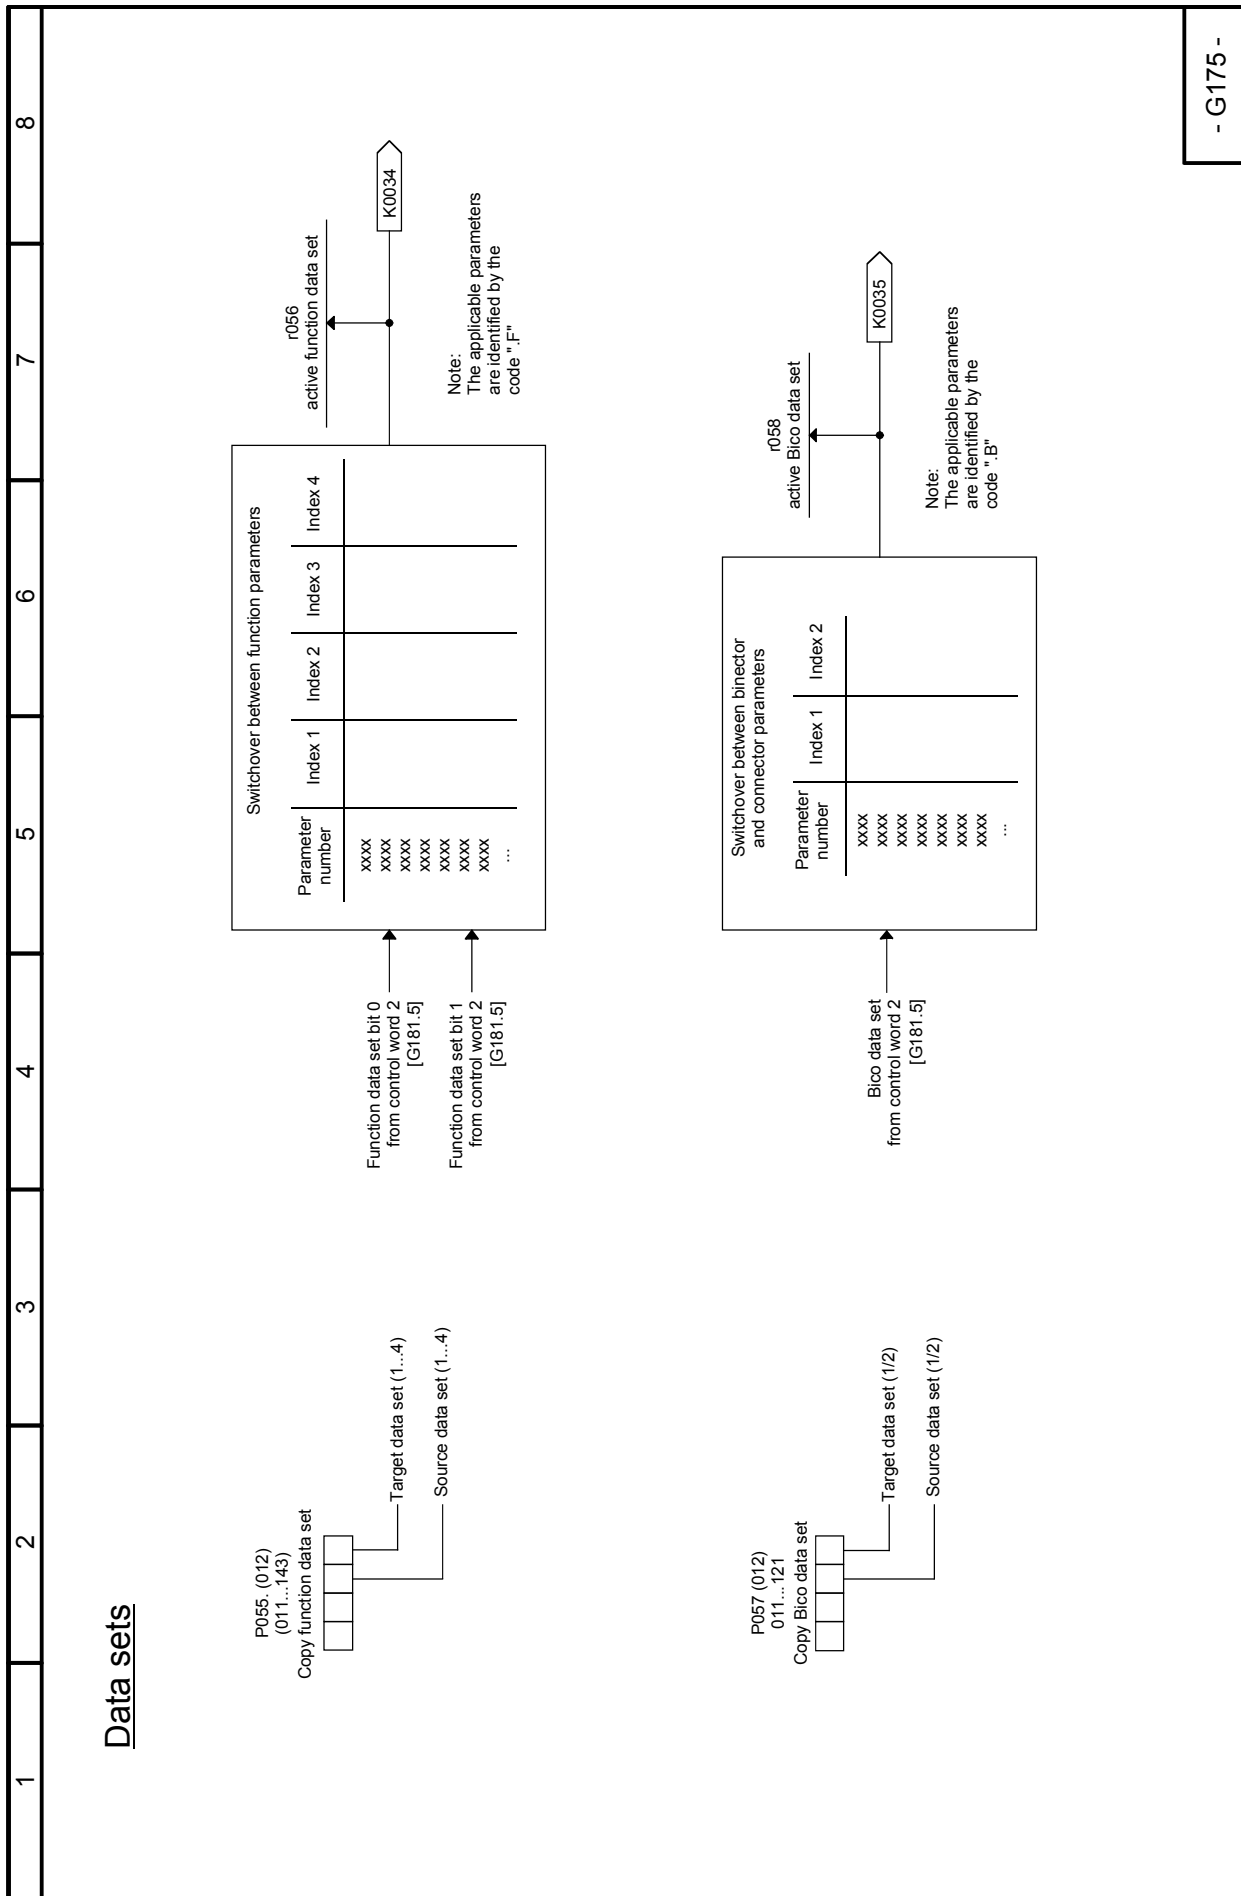 1
2
3
4
5
6
7
8
Data sets
P055. (012)
(011...143)
Copy function data set
Target data set (1...4)
Source data set (1...4)
Function data set bit 0
from control word 2
[G181.5]
Function data set bit 1
from control word 2
[G181.5]
Switchover between function parameters
Parameter
number
Index 1
Index 2
Index 3
Index 4
xxxx
xxxx
xxxx
xxxx
xxxx
xxxx
xxxx
...
r056
active function data set
K0034
Note:
The applicable parameters
are identified by the
code ".F"
P057 (012)
011...121
Copy Bico data set
Target data set (1/2)
Source data set (1/2)
Bico data set
from control word 2
[G181.5]
Switchover between binector
and connector parameters
Parameter
number
Index 1
Index 2
xxxx
xxxx
xxxx
xxxx
xxxx
xxxx
xxxx
...
r058
active Bico data set
K0035
Note:
The applicable parameters
are identified by the
code ".B"
- G175 -